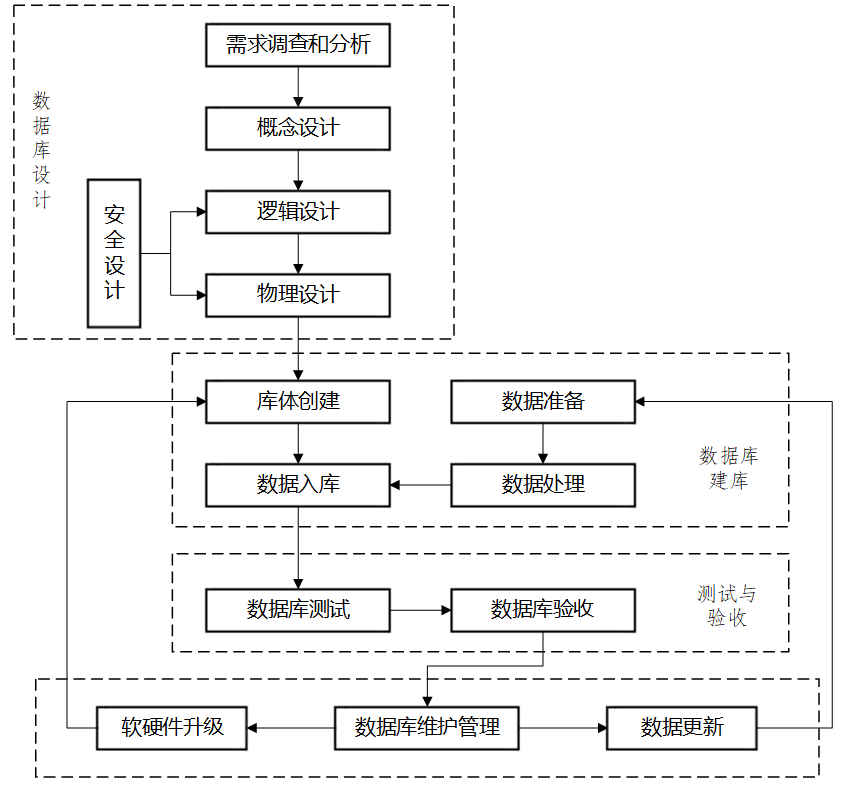 需求调查和分析
数据库设计
概念设计
安全设计
逻辑设计
物理设计
库体创建
数据准备
数据库
建库
数据入库
数据处理
测试与
验收
数据库测试
数据库验收
软硬件升级
数据库维护管理
数据更新